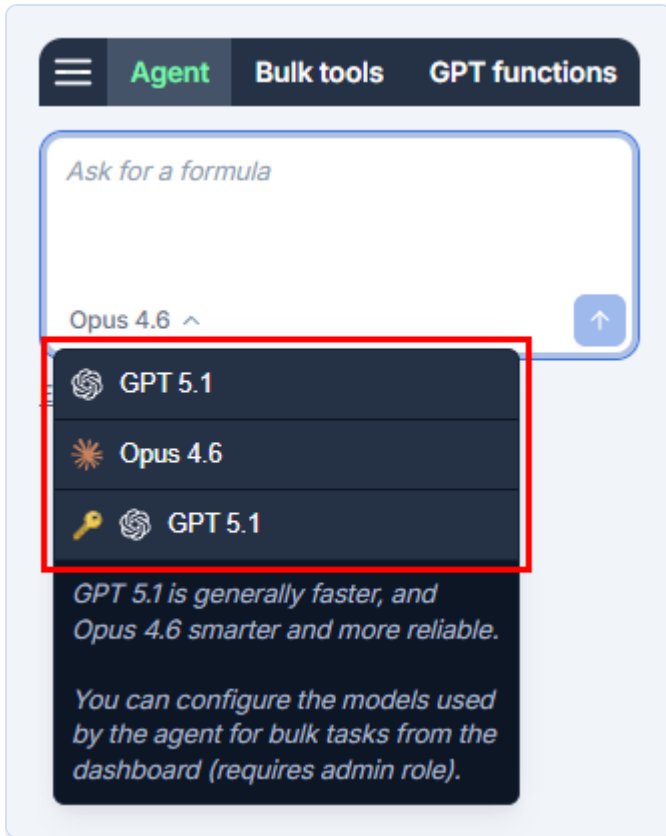 Agent Bulk tools GPT functions
Ask for a formula
Opus 4.6
GPT 5.1
Opus 4.6
GPT 5.1
GPT 5.1 is generally faster, and
Opus 4.6 smarter and more reliable.
You can configure the models used
by the agent for bulk tasks from the
dashboard (requires admin role).